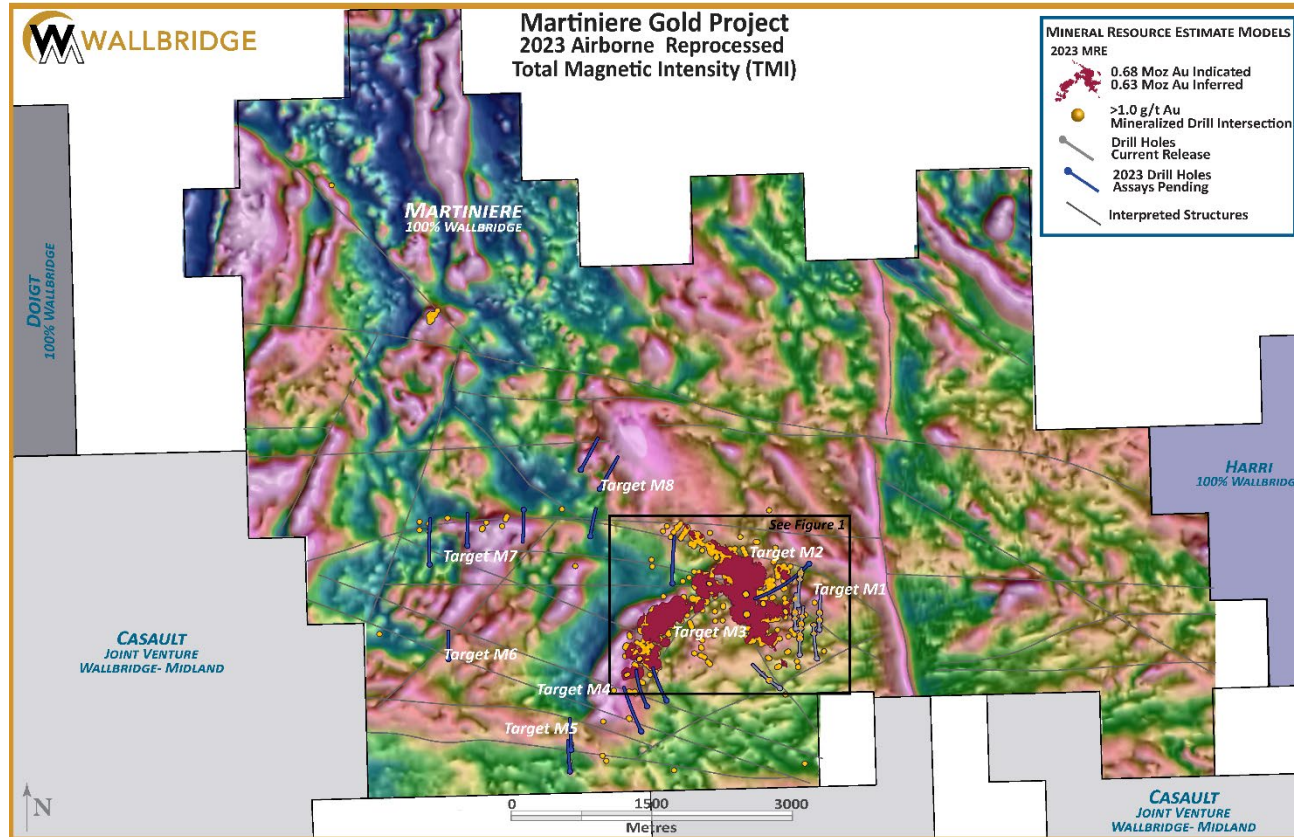 WALLBRIDGE
Martiniere Gold Project
2023 Airborne Reprocessed
Total Magnetic Intensity (TMI)
MINERAL RESOURCE ESTIMATE MODELS
2023 MRE
0.68 Moz Au Indicated
0.63 Moz Au Inferred
>1.0 g/t Au
Mineralized Drill Intersection
Drill Holes
Current Release
2023 Drill Holes
Assays Pending
Interpreted Structures
MARTINIERE
100% WALLBRIDGE
DOIGT
100% WALLBRIDGE
HARRI
100% WALLBRIDG
Target M8
See Figure 1
Target M7
Target M2
Target M1
Target M3
Target M6
Target M4
Target M5
CASAULT
JOINT VENTURE
WALLBRIDGE- MIDLAND
N
0 1500 3000
Metres
CASAULT
JOINT VENTURE
WALLBRIDGE- MIDLAND